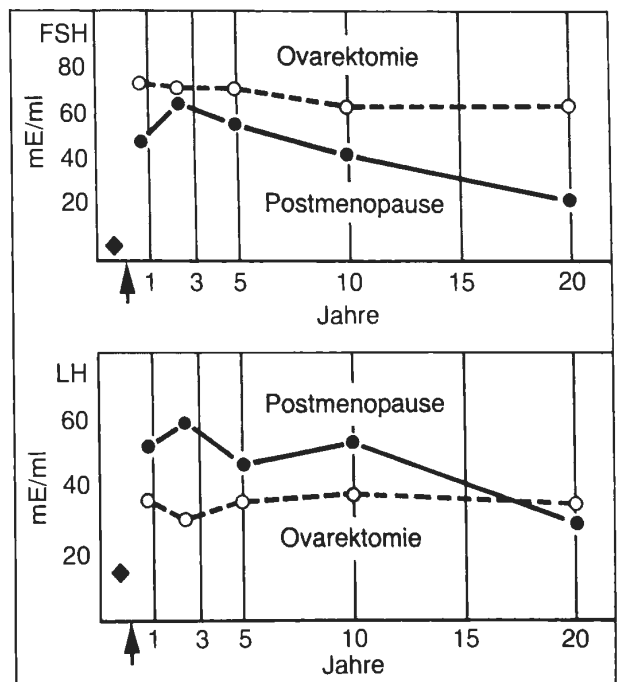 FSH
80
60
40
20
mE/ml
Ovarektomie
Postmenopause
1 3 5 10 15 20
Jahre
LH
60
40
20
mE/ml
Postmenopause
Ovarektomie
1 3 5 10 15 20
Jahre